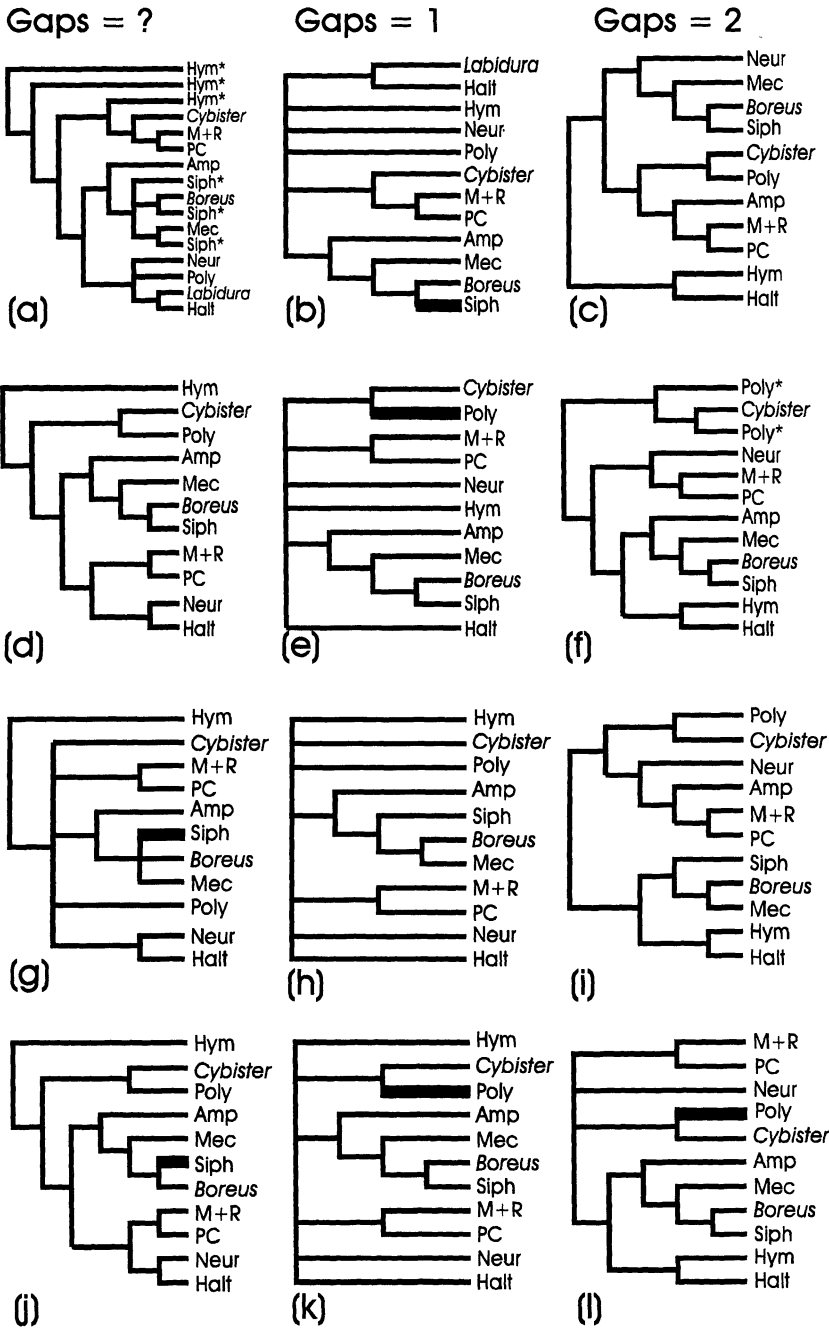 Gaps = ?
Gaps = 1
Gaps = 2
Hym*
Hym*
Hym*
Cybister
M+R
PC
Amp
Siph*
Boreus
Siph*
Mec
Siph*
Neur
Poly
Labidura
Halt
(a)
Labidura
Halt
Hym
Neur
Poly
Cybister
M+R
PC
Amp
Mec
Boreus
Siph
(b)
Neur
Mec
Boreus
Siph
Cybister
Poly
Amp
M+R
PC
Hym
Halt
(c)
Hym
Cybister
Poly
Amp
Mec
Boreus
Siph
M+R
PC
Neur
Halt
(d)
Cybister
Poly
M+R
PC
Neur
Hym
Amp
Mec
Boreus
Siph
Halt
(e)
Poly*
Cybister
Poly*
Neur
M+R
PC
Amp
Mec
Boreus
Siph
Hym
Halt
(f)
Hym
Cybister
M+R
PC
Amp
Siph
Boreus
Mec
Poly
Neur
Halt
(g)
Hym
Cybister
Poly
Amp
Siph
Boreus
Mec
M+R
PC
Neur
Halt
(h)
Poly
Cybister
Neur
Amp
M+R
PC
Siph
Boreus
Mec
Hym
Halt
(i)
Hym
Cybister
Poly
Amp
Mec
Siph
Boreus
M+R
PC
Neur
Halt
(j)
Hym
Cybister
Poly
Amp
Mec
Boreus
Siph
M+R
PC
Neur
Halt
(k)
M+R
PC
Neur
Poly
Cybister
Amp
Mec
Boreus
Siph
Hym
Halt
(l)